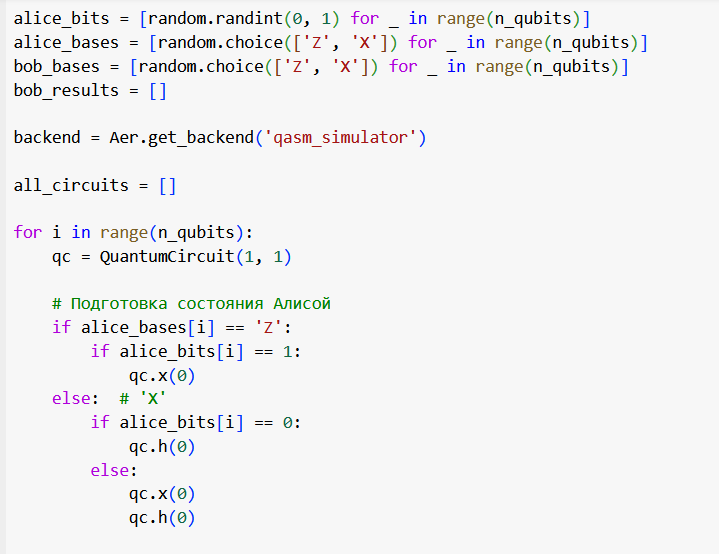 alice_bits = [random.randint(0, 1) for _ in range(n_qubits)]
alice_bases = [random.choice(['Z', 'X']) for _ in range(n_qubits)]
bob_bases = [random.choice(['Z', 'X']) for _ in range(n_qubits)]
bob_results = []

backend = Aer.get_backend('qasm_simulator')

all_circuits = []

for i in range(n_qubits):
    qc = QuantumCircuit(1, 1)

    # Подготовка состояния Алисой
    if alice_bases[i] == 'Z':
        if alice_bits[i] == 1:
            qc.x(0)
    else:  # 'X'
        if alice_bits[i] == 0:
            qc.h(0)
        else:
            qc.x(0)
            qc.h(0)